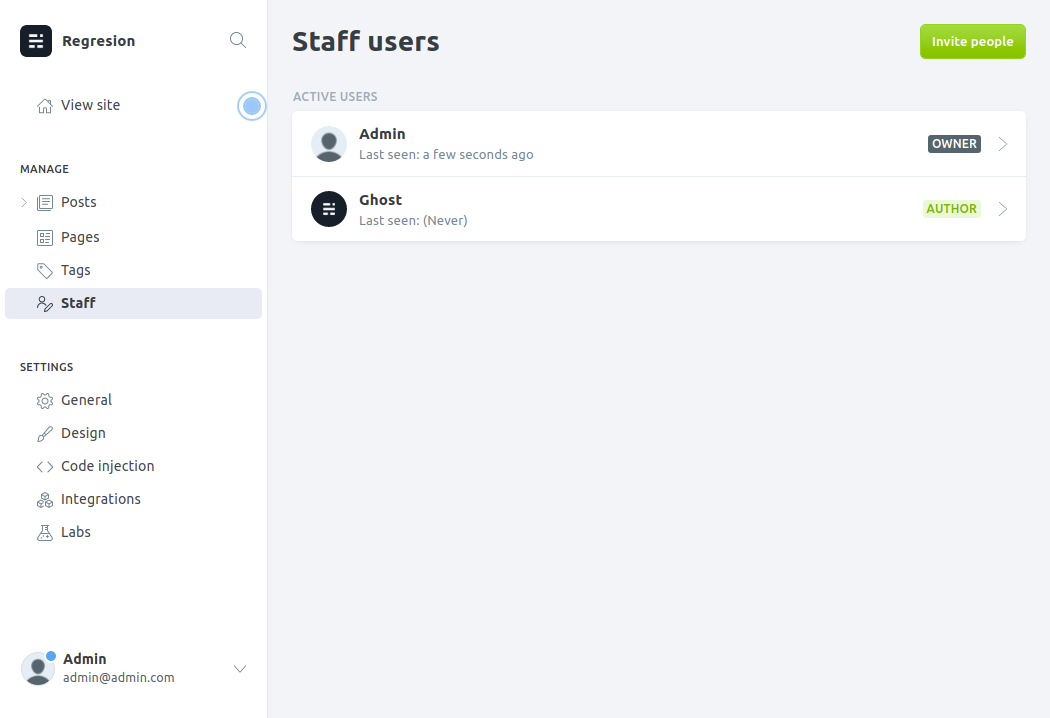 Regresion
View site
MANAGE
Posts
Pages
Tags
Staff
SETTINGS
General
Design
Code injection
Integrations
Labs
Admin
admin@admin.com
Staff users
Invite people
ACTIVE USERS
Admin
Last seen: a few seconds ago
OWNER
Ghost
Last seen: (Never)
AUTHOR